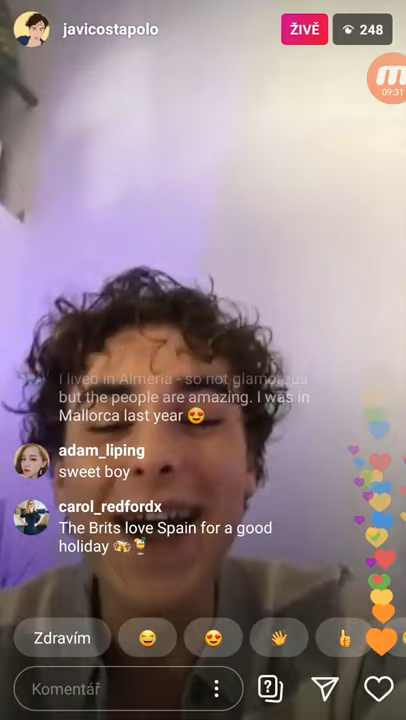 javicostapolo
ŽIVĚ
248
09:31
I lived in Almeria - so not glamorous
but the people are amazing. I was in
Mallorca last year 😍
adam_liping
sweet boy
carol_redfordx
The Brits love Spain for a good
holiday 🍻🍹
Zdravím
Komentář